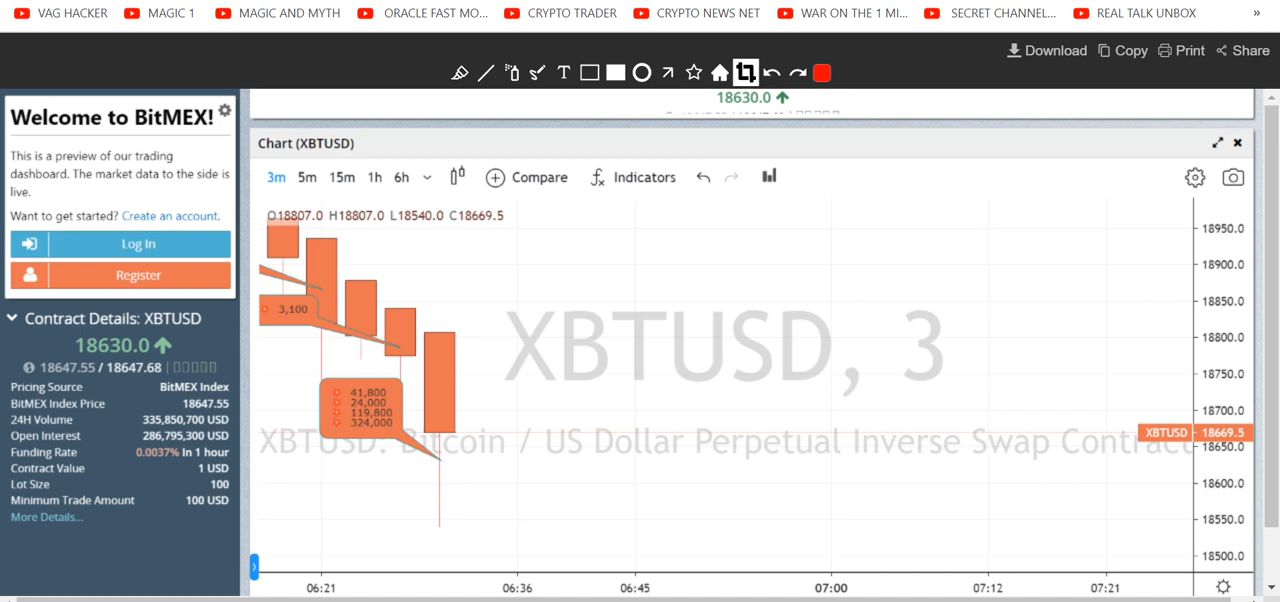 VAG HACKER MAGIC 1 MAGIC AND MYTH ORACLE FAST MO... CRYPTO TRADER CRYPTO NEWS NET WAR ON THE 1 MI... SECRET CHANNEL... REAL TALK UNBOX »
Download Copy Print Share
T
Welcome to BitMEX!
This is a preview of our trading
dashboard. The market data to the side is
live.
Want to get started? Create an account.
Log In
Register
Contract Details: XBTUSD
18630.0
18647.55 / 18647.68
Pricing Source BitMEX Index
BitMEX Index Price 18647.55
24H Volume 335,850,700 USD
Open Interest 286,795,300 USD
Funding Rate 0.0037% In 1 hour
Contract Value 1 USD
Lot Size 100
Minimum Trade Amount 100 USD
More Details...
18630.0
Chart (XBTUSD)
3m 5m 15m 1h 6h Compare Indicators
O18807.0 H18807.0 L18540.0 C18669.5
3,100
41,800
24,000
119,800
324,000
XBTUSD, 3
XBTUSD: Bitcoin / US Dollar Perpetual Inverse Swap Contract
18950.0
18900.0
18850.0
18800.0
18750.0
18700.0
XBTUSD 18669.5
18650.0
18600.0
18550.0
18500.0
06:21 06:36 06:45 07:00 07:12 07:21